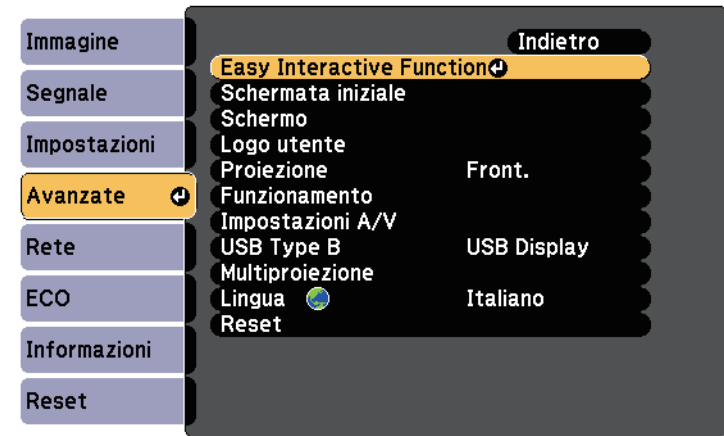 Immagine
Segnale
Impostazioni
Avanzate
Rete
ECO
Informazioni
Reset
Indietro
Easy Interactive Function
Schermata iniziale
Schermo
Logo utente
Proiezione Front.
Funzionamento
Impostazioni A/V
USB Type B USB Display
Multiproiezione
Lingua Italiano
Reset